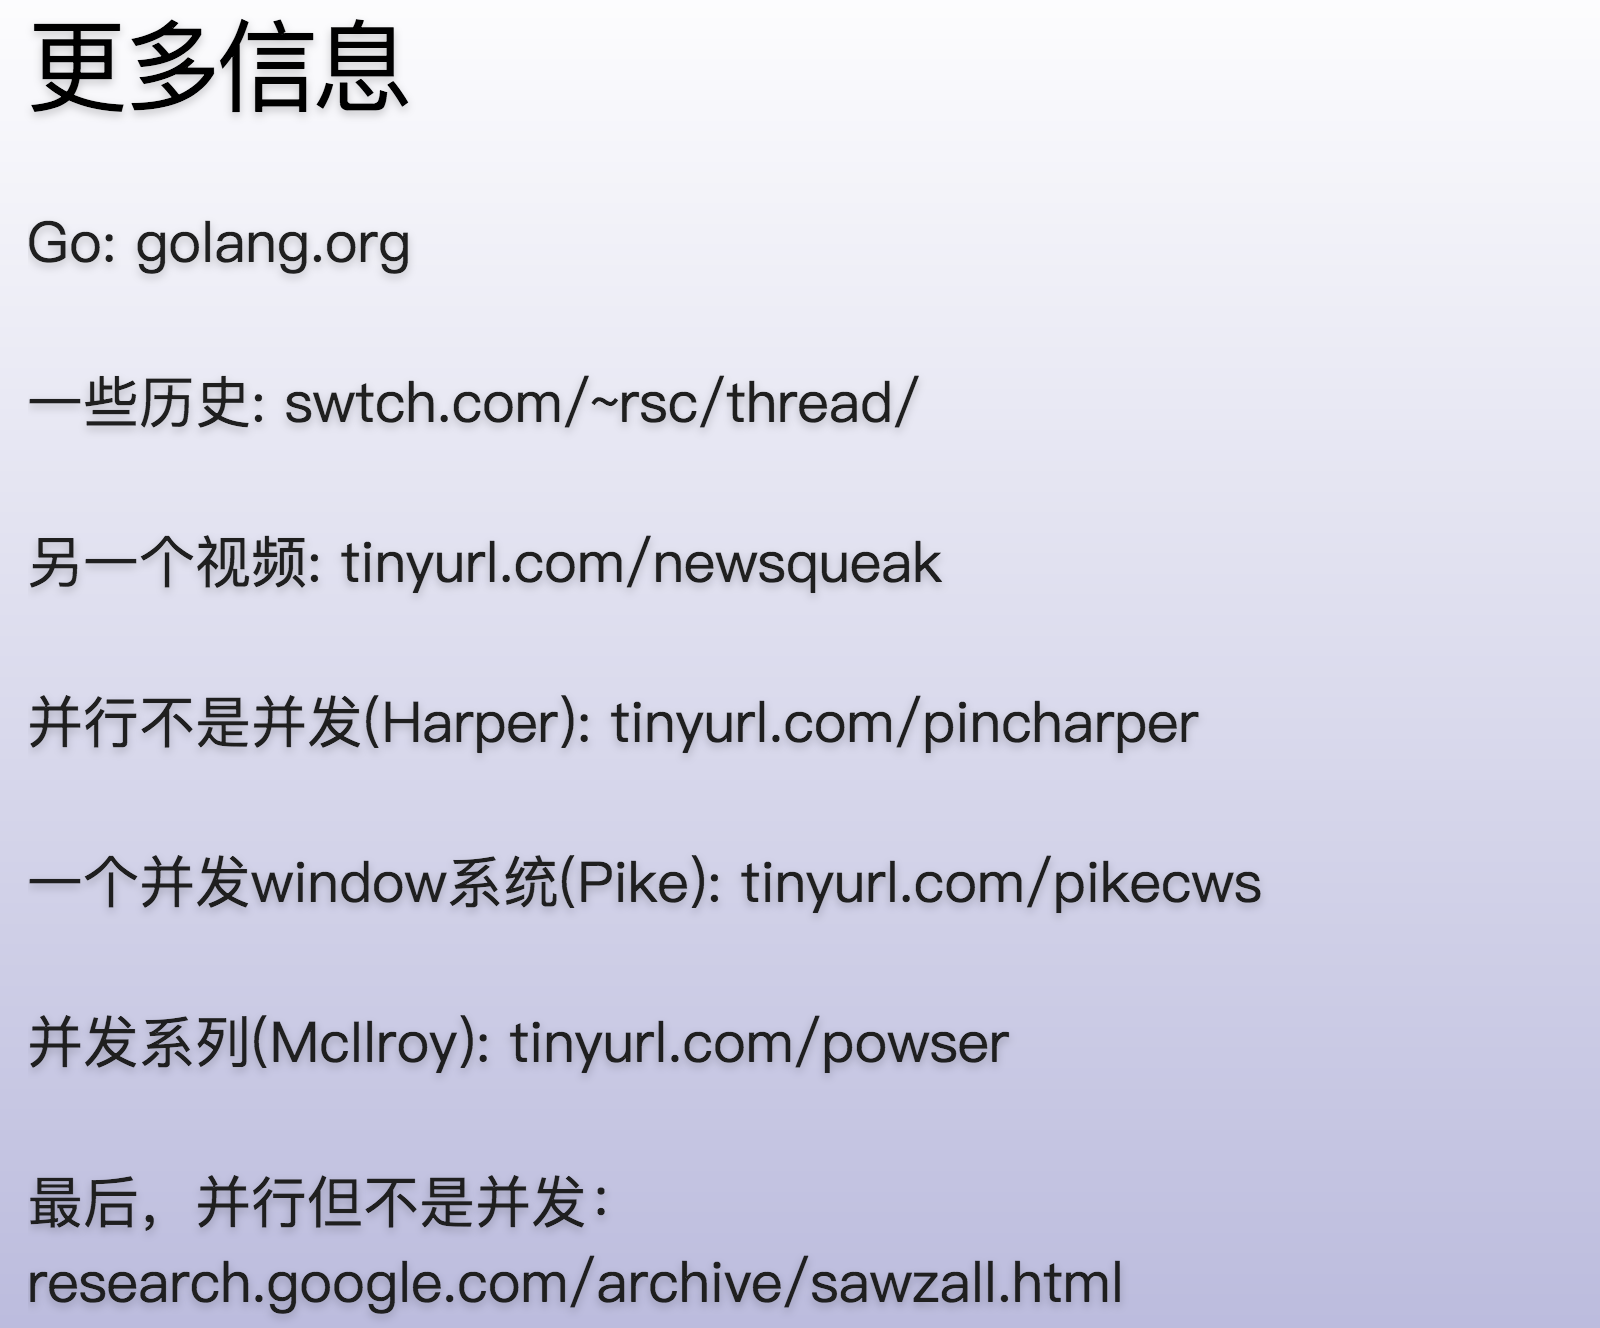 更多信息
Go: golang.org
一些历史: swtch.com/~rsc/thread/
另一个视频: tinyurl.com/newsqueak
并行不是并发(Harper): tinyurl.com/pincharper
一个并发window系统(Pike): tinyurl.com/pikecws
并发系列(McIlroy): tinyurl.com/powser
最后，并行但不是并发：
research.google.com/archive/sawzall.html